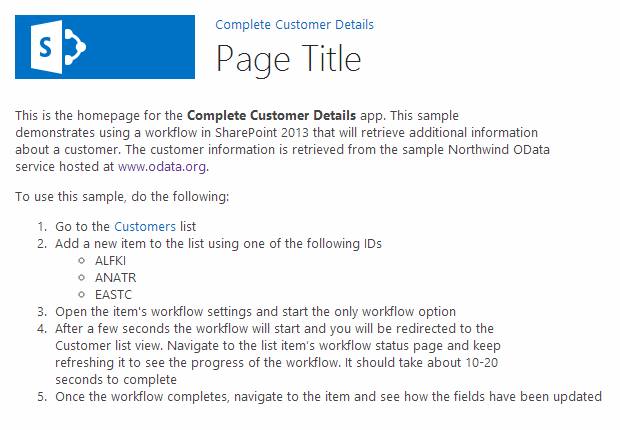 S
Complete Customer Details
Page Title
This is the homepage for the Complete Customer Details app. This sample
demonstrates using a workflow in SharePoint 2013 that will retrieve additional information
about a customer. The customer information is retrieved from the sample Northwind OData
service hosted at www.odata.org.
To use this sample, do the following:
1. Go to the Customers list
2. Add a new item to the list using one of the following IDs
○ ALFKI
○ ANATR
○ EASTC
3. Open the item's workflow settings and start the only workflow option
4. After a few seconds the workflow will start and you will be redirected to the
Customer list view. Navigate to the list item's workflow status page and keep
refreshing it to see the progress of the workflow. It should take about 10-20
seconds to complete
5. Once the workflow completes, navigate to the item and see how the fields have been updated